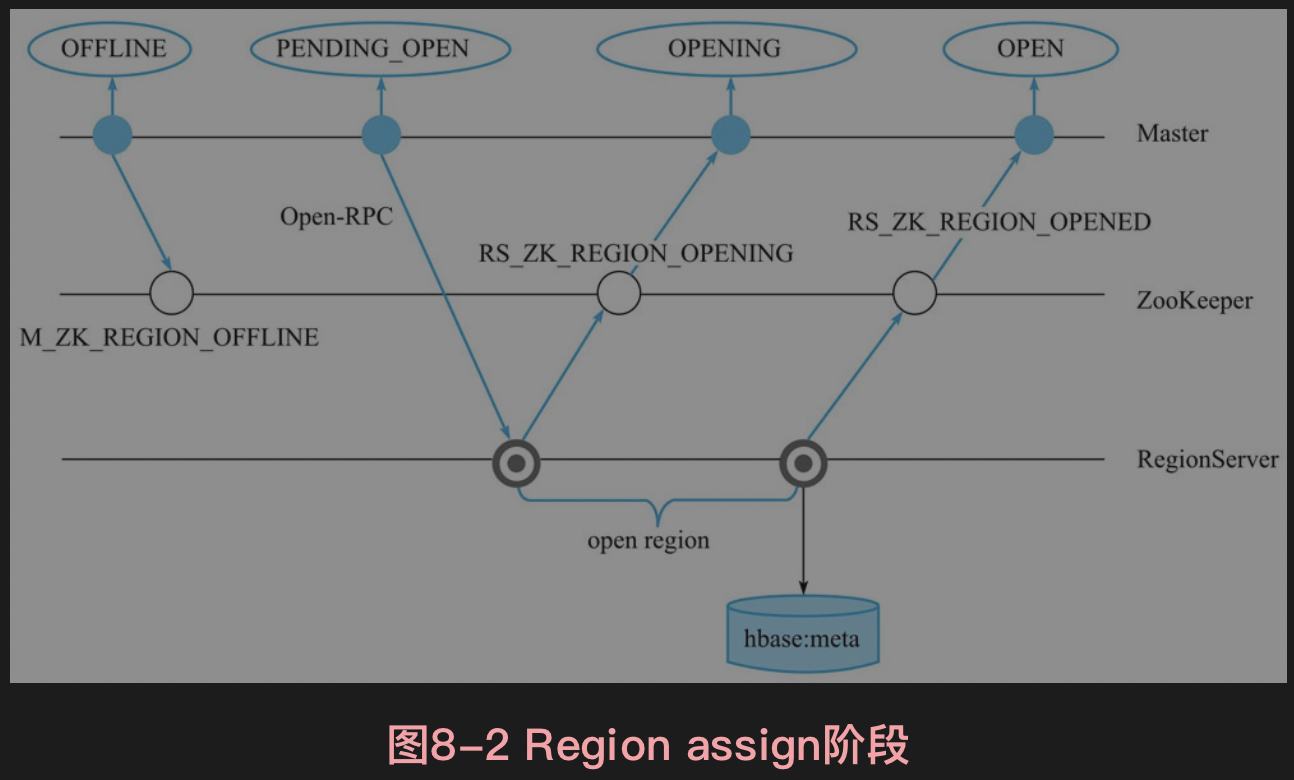 OFFLINE
PENDING_OPEN
OPENING
OPEN
Master
Open-RPC
RS_ZK_REGION_OPENED
RS_ZK_REGION_OPENING
ZooKeeper
M_ZK_REGION_OFFLINE
RegionServer
open region
hbase:meta
图8-2 Region assign阶段